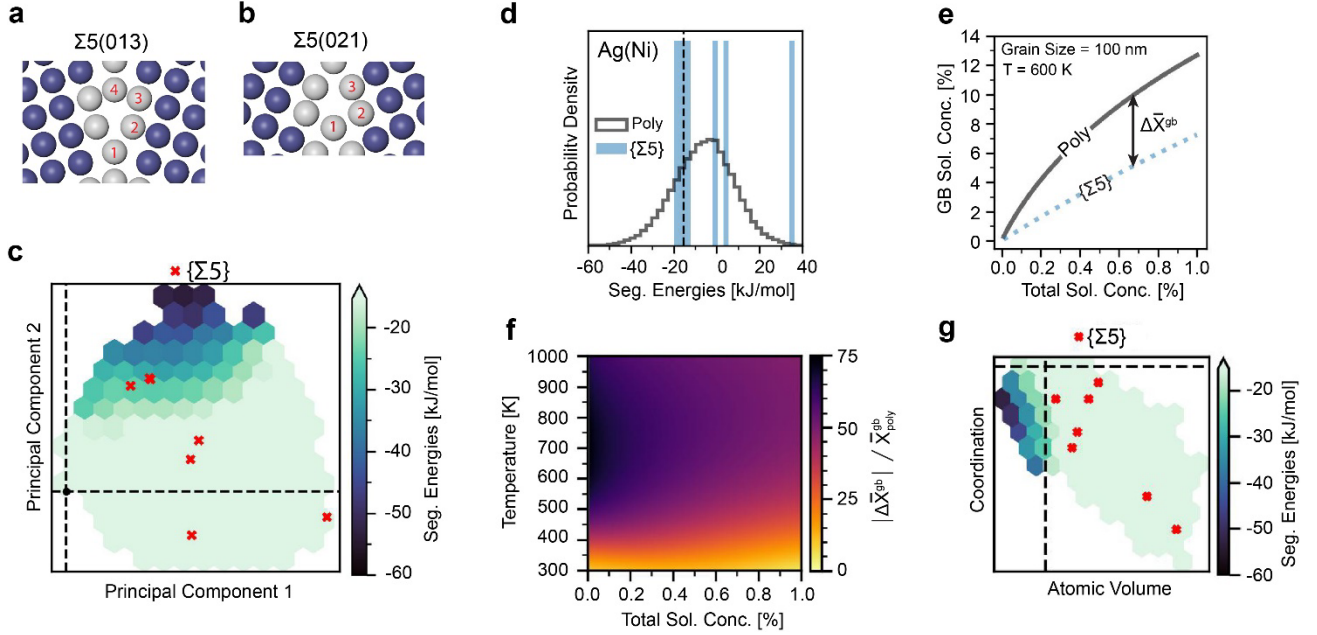 a
Σ5(013)
4
3
2
1
b
Σ5(021)
3
2
1
c
{Σ5}
Principal Component 2
Principal Component 1
-20
-30
-40
-50
-60
Seg. Energies [kJ/mol]
d
Ag(Ni)
Poly
{Σ5}
Probability Density
-60
-40
-20
0
20
40
Seg. Energies [kJ/mol]
e
Grain Size = 100 nm
T = 600 K
Poly
{Σ5}
ΔX̄ᵍᵇ
GB Sol. Conc. [%]
14
12
10
8
6
4
2
0
0.0
0.2
0.4
0.6
0.8
1.0
Total Sol. Conc. [%]
f
Temperature [K]
1000
900
800
700
600
500
400
300
0.0
0.2
0.4
0.6
0.8
1.0
Total Sol. Conc. [%]
75
50
25
0
|ΔX̄ᵍᵇ| / X̄ᵍᵇpoly
g
{Σ5}
Coordination
Atomic Volume
-20
-30
-40
-50
-60
Seg. Energies [kJ/mol]